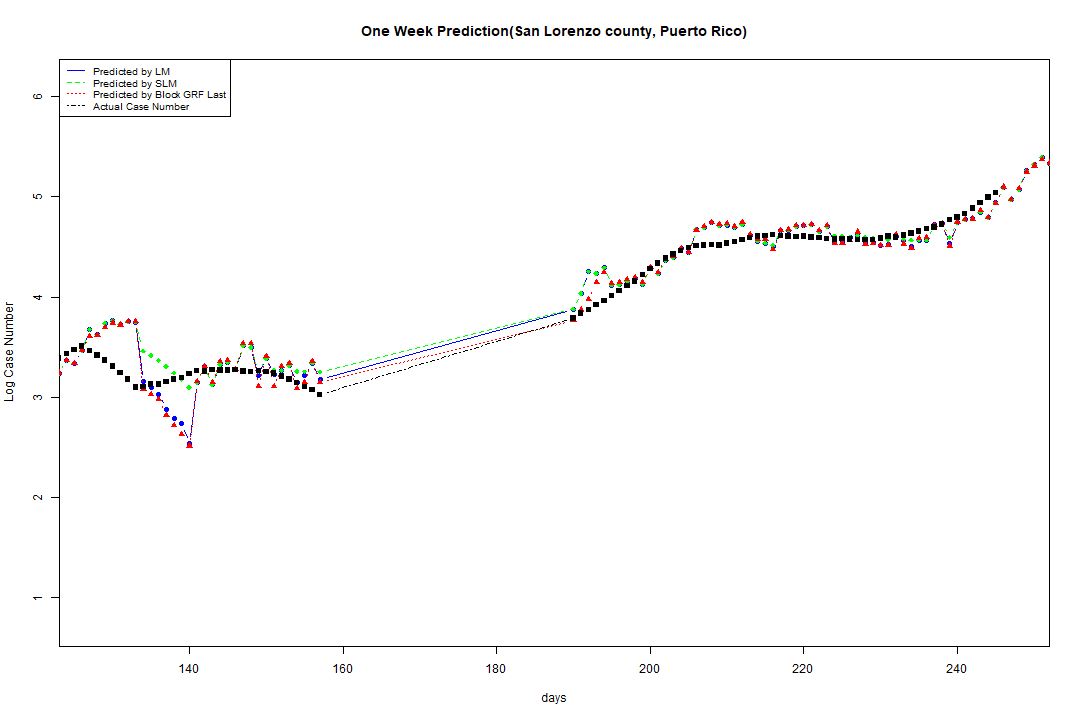 One Week Prediction(San Lorenzo county, Puerto Rico)
Predicted by LM
Predicted by SLM
Predicted by Block GRF Last
Actual Case Number
6
5
4
3
2
1
Log Case Number
140 160 180 200 220 240
days